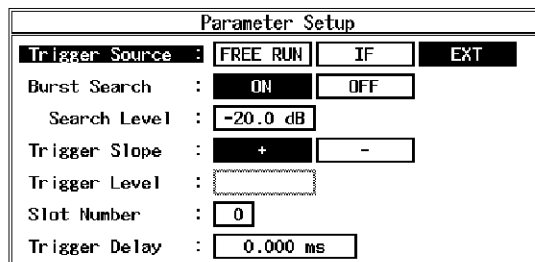 Parameter Setup
Trigger Source : FREE RUN IF EXT
Burst Search : ON OFF
Search Level : -20.0 dB
Trigger Slope : + -
Trigger Level :
Slot Number : 0
Trigger Delay : 0.000 ms